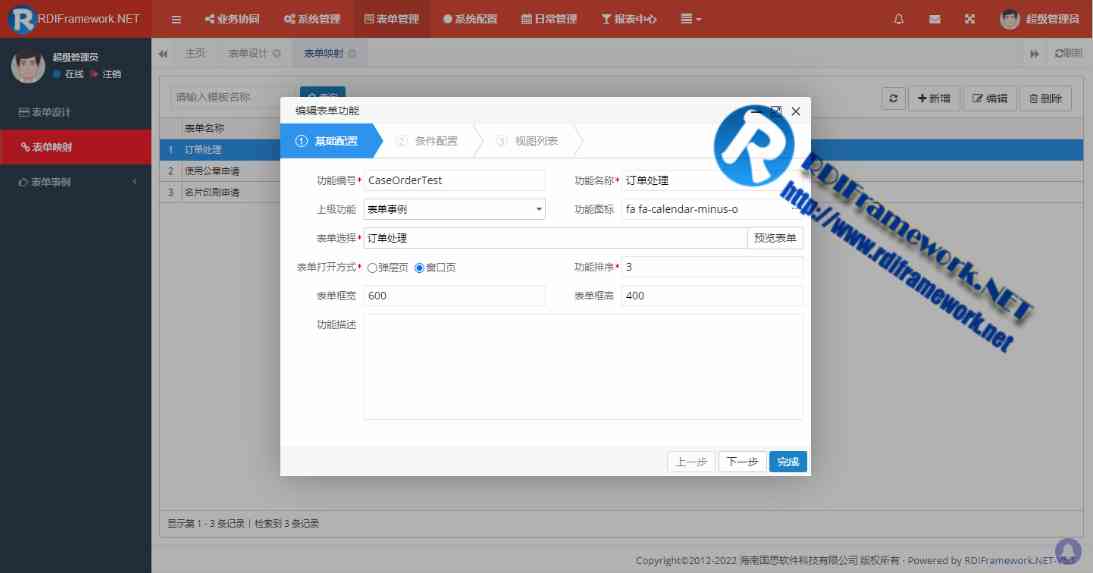 RDIFramework.NET 业务协同 系统管理 表单管理 系统配置 日常管理 报表中心 超级管理员
超级管理员
在线 注销
主页 表单设计 表单映射 刷新
表单设计
表单映射
表单事例
请输入模板名称 查询 新增 编辑 删除
表单名称
1 订单处理
2 使用公章申请
3 名片印刷申请
编辑表单功能
1 基础配置 2 条件配置 3 视图列表
功能编号* CaseOrderTest 功能名称* 订单处理
上级功能 表单事例 功能图标 fa fa-calendar-minus-o
表单选择* 订单处理 预览表单
表单打开方式* 弹层页 窗口页 功能排序* 3
表单框宽 600 表单框高 400
功能描述
上一步 下一步 完成
RDIFramework.NET
http://www.rdiframework.net
显示第 1 - 3 条记录 | 检索到 3 条记录
Copyright©2012-2022 海南国思软件科技有限公司 版权所有 · Powered by RDIFramework.NET